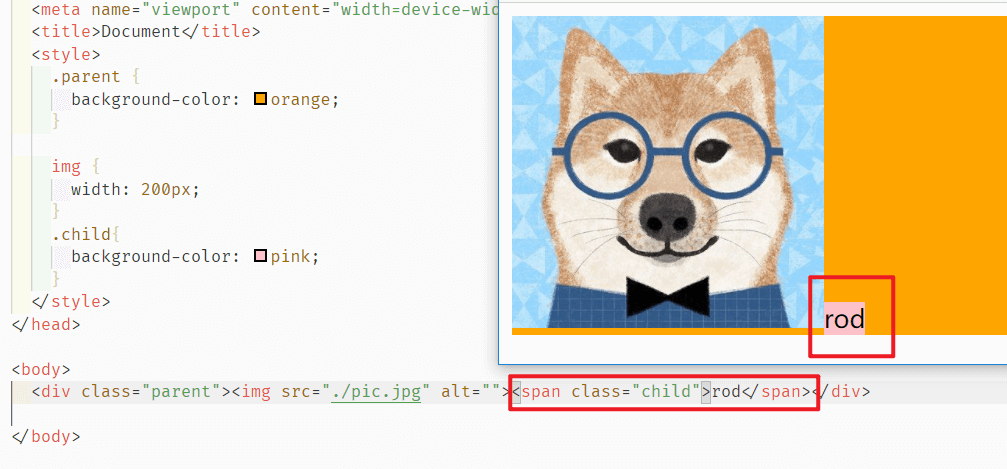 <meta name="viewport" content="width=device-wid
<title>Document</title>
<style>
.parent {
background-color: orange;
}
img {
width: 200px;
}
.child{
background-color: pink;
}
</style>
</head>
<body>
<div class="parent"><img src="./pic.jpg" alt=""><span class="child">rod</span></div>
</body>
rod